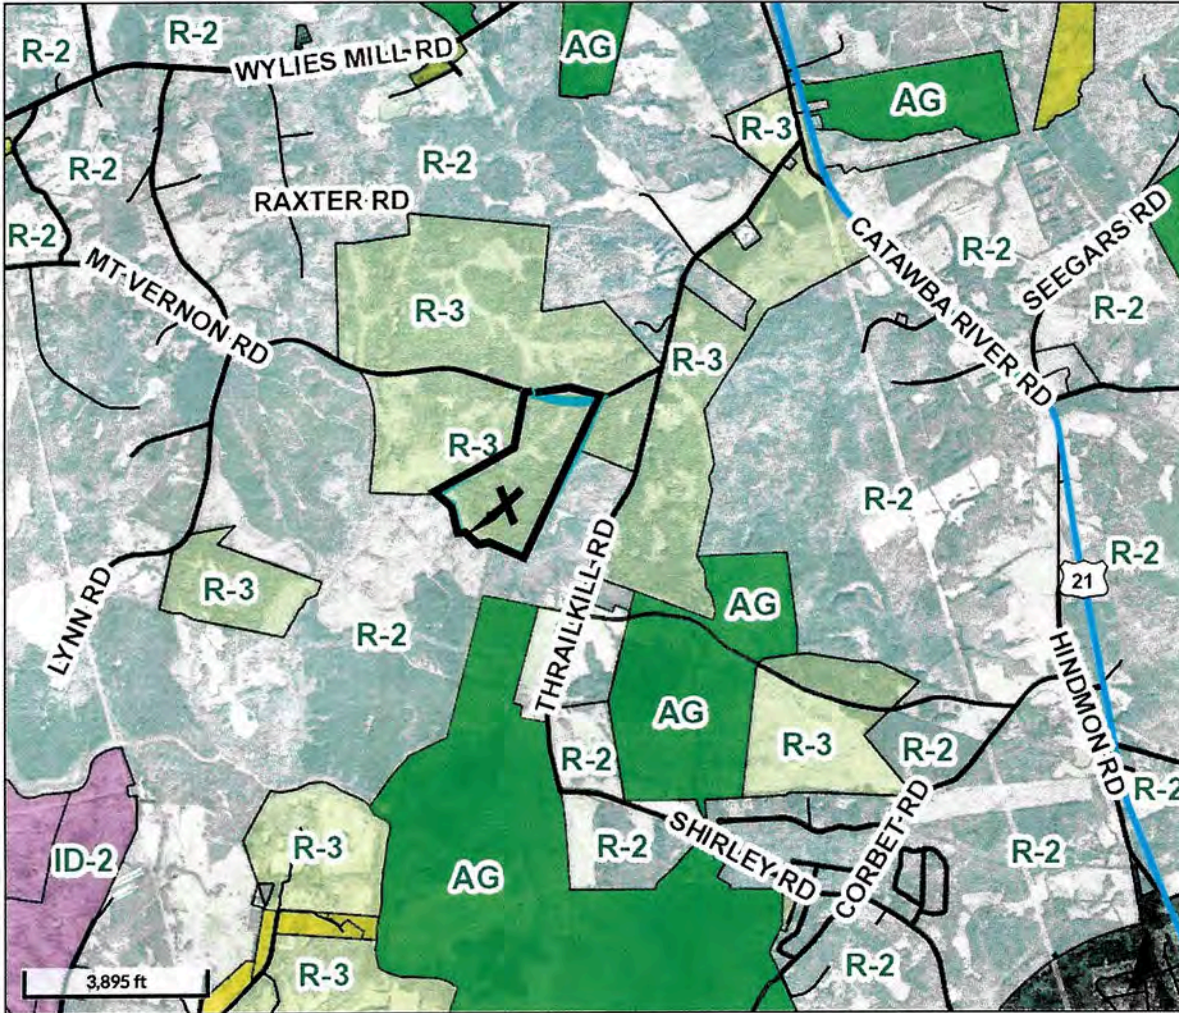 R-2
R-2
WYLIES MILL RD
AG
AG
R-3
R-2
R-2
RAXTER RD
R-2
MT VERNON RD
R-3
CATAWBA RIVER RD
R-2
SEEGARS RD
R-2
R-3
R-3
X
R-2
R-2
21
LYNN RD
R-3
R-2
THRAILKILL RD
AG
AG
HINDMON RD
R-2
R-3
R-2
R-2
ID-2
R-3
AG
R-2
SHIRLEY RD
CORBET RD
R-2
3,895 ft
R-3
R-2